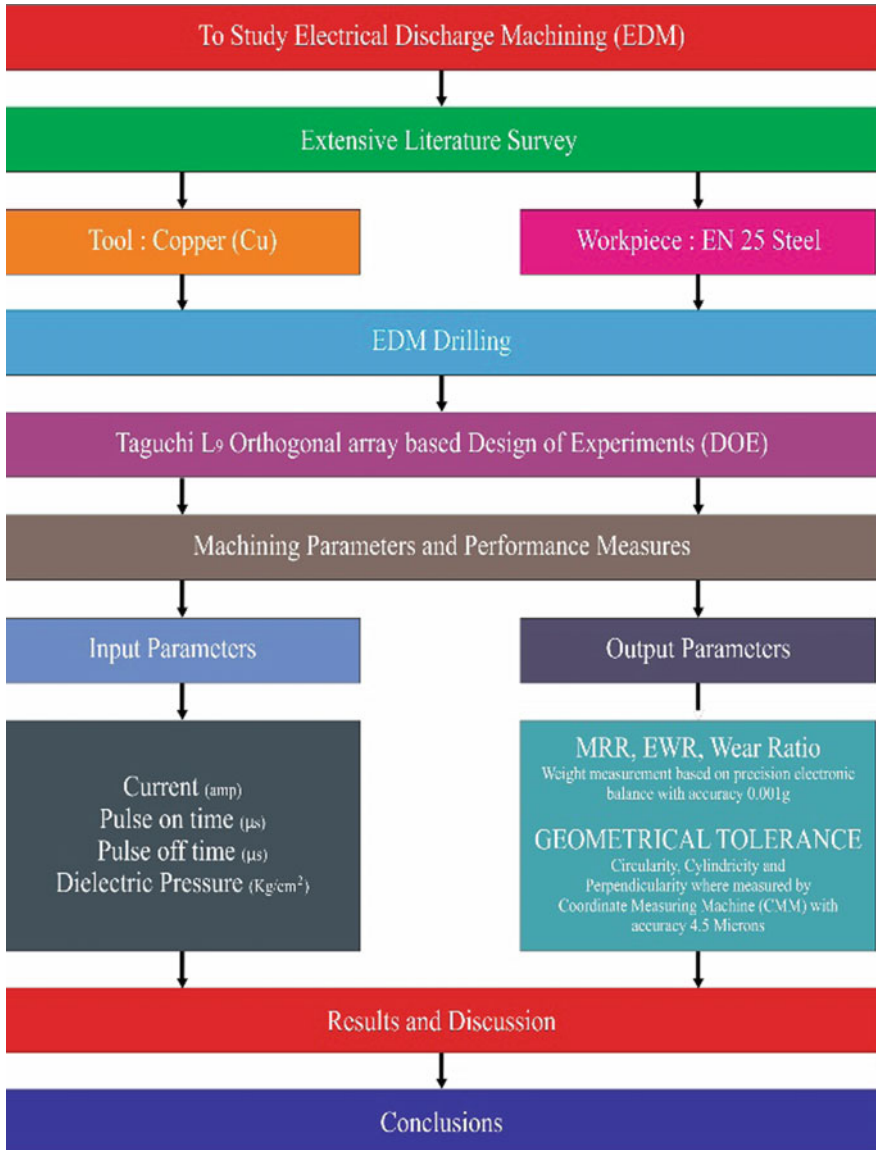 To Study Electrical Discharge Machining (EDM)
Extensive Literature Survey
Tool : Copper (Cu)
Workpiece : EN 25 Steel
EDM Drilling
Taguchi L9 Orthogonal array based Design of Experiments (DOE)
Machining Parameters and Performance Measures
Input Parameters
Output Parameters
Current (amp)
Pulse on time (μs)
Pulse off time (μs)
Dielectric Pressure (Kg/cm²)
MRR, EWR, Wear Ratio
Weight measurement based on precision electronic
balance with accuracy 0.001g
GEOMETRICAL TOLERANCE
Circularity, Cylindricity and
Perpendicularity where measured by
Coordinate Measuring Machine (CMM) with
accuracy 4.5 Microns
Results and Discussion
Conclusions